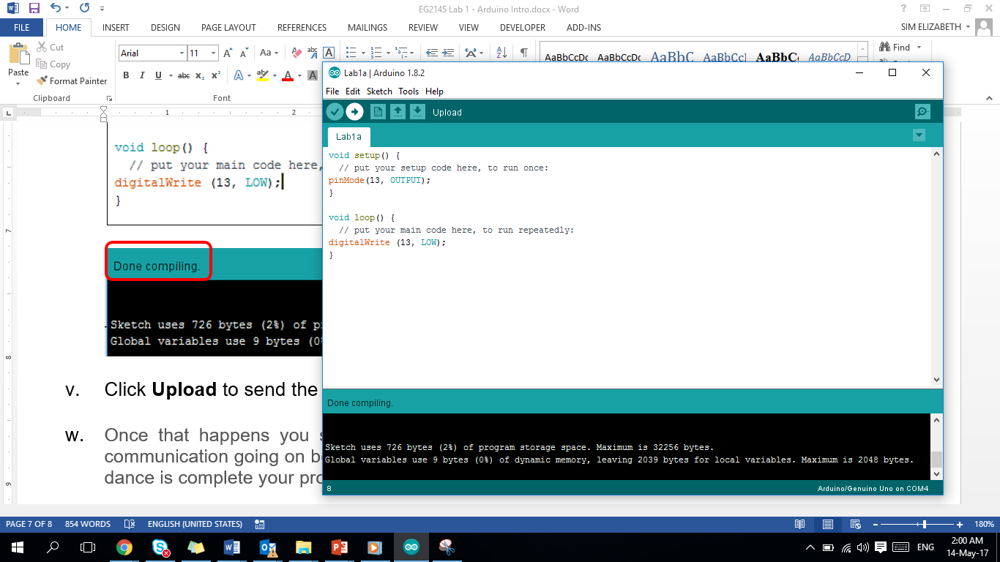 EG214S Lab 1 - Arduino Intro.docx - Word
FILE HOME INSERT DESIGN PAGE LAYOUT REFERENCES MAILINGS REVIEW VIEW DEVELOPER ADD-INS SIM ELIZABETH
Paste
Cut
Copy
Format Painter
Clipboard
Arial 11
Font
AaBbCcDc AaBbCcDc AaBbC AaBbCc AaBbC AaBbCcD
Find
1 2
7
8
9
void loop() {
// put your main code here,
digitalWrite (13, LOW);
}
Done compiling.
Sketch uses 726 bytes (2%) of p
Global variables use 9 bytes (0%
v. Click Upload to send the
w. Once that happens you s
communication going on b
dance is complete your pro
Lab1a | Arduino 1.8.2
File Edit Sketch Tools Help
Upload
Lab1a
void setup() {
// put your setup code here, to run once:
pinMode(13, OUTPUT);
}
void loop() {
// put your main code here, to run repeatedly:
digitalWrite (13, LOW);
}
Done compiling.
Sketch uses 726 bytes (2%) of program storage space. Maximum is 32256 bytes.
Global variables use 9 bytes (0%) of dynamic memory, leaving 2039 bytes for local variables. Maximum is 2048 bytes.
8 Arduino/Genuino Uno on COM4
PAGE 7 OF 8 854 WORDS ENGLISH (UNITED STATES) 180%
ENG 2:00 AM
14-May-17